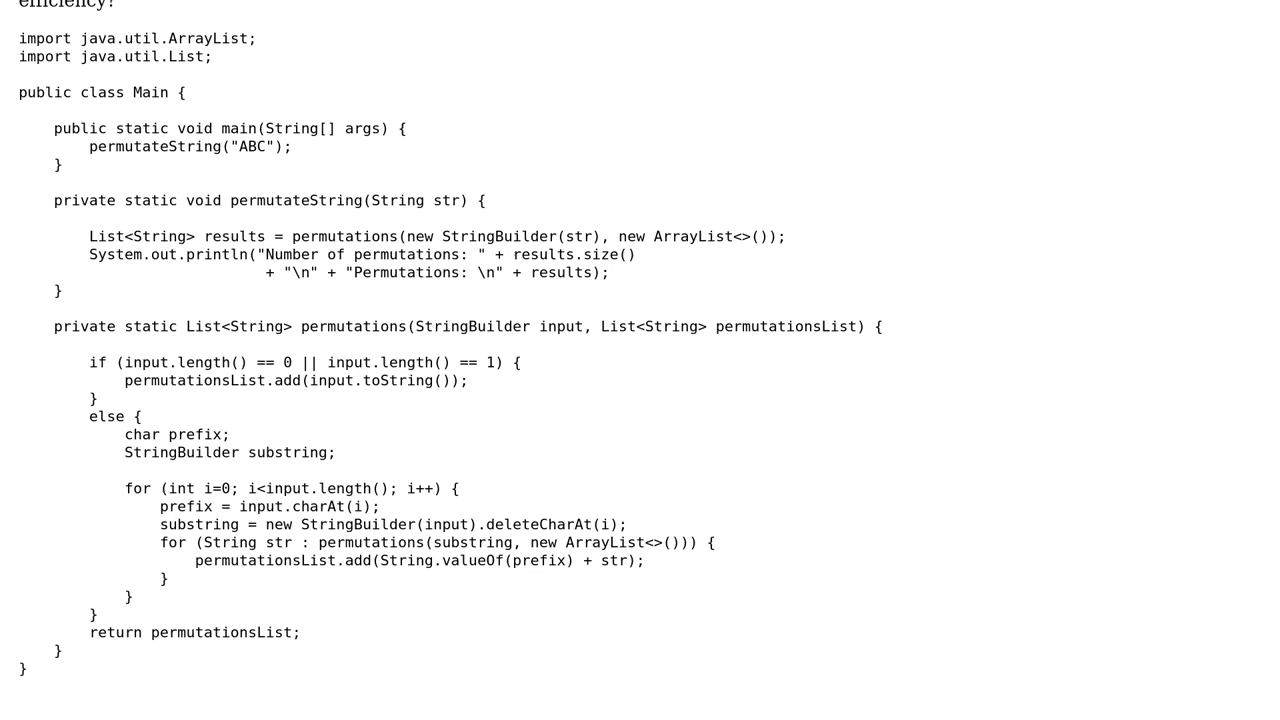 efficiency?
import java.util.ArrayList;
import java.util.List;
public class Main {
    public static void main(String[] args) {
        permutateString("ABC");
    }
    private static void permutateString(String str) {
        List<String> results = permutations(new StringBuilder(str), new ArrayList<>());
        System.out.println("Number of permutations: " + results.size()
                            + "\n" + "Permutations: \n" + results);
    }
    private static List<String> permutations(StringBuilder input, List<String> permutationsList) {
        if (input.length() == 0 || input.length() == 1) {
            permutationsList.add(input.toString());
        }
        else {
            char prefix;
            StringBuilder substring;
            for (int i=0; i<input.length(); i++) {
                prefix = input.charAt(i);
                substring = new StringBuilder(input).deleteCharAt(i);
                for (String str : permutations(substring, new ArrayList<>())) {
                    permutationsList.add(String.valueOf(prefix) + str);
                }
            }
        }
        return permutationsList;
    }
}